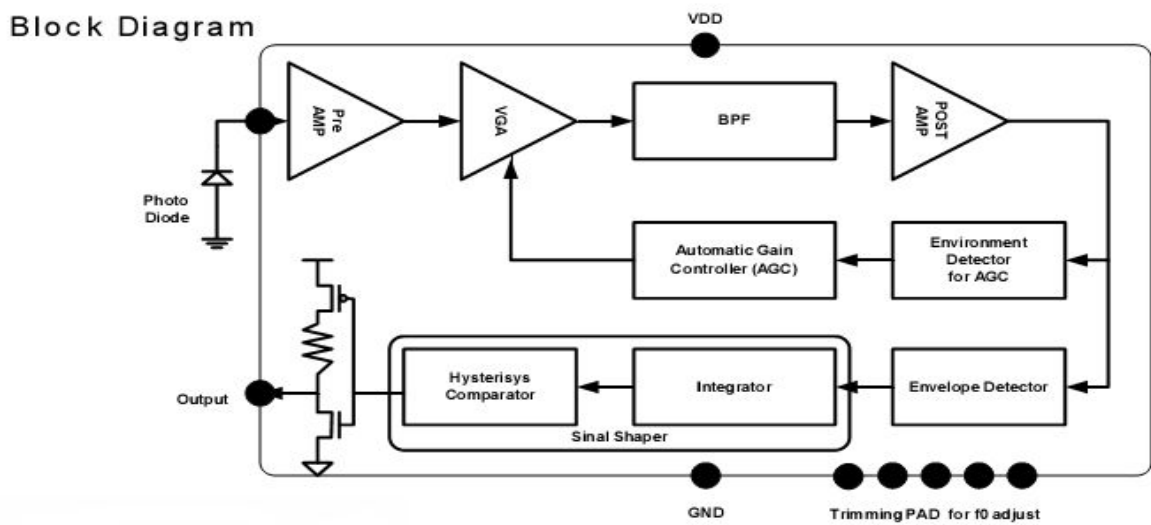 Block Diagram
VDD
Pre
AMP
VGA
BPF
POST
AMP
Photo
Diode
Automatic Gain
Controller (AGC)
Environment
Detector
for AGC
Output
Hysterisys
Comparator
Integrator
Envelope Detector
Sinal Shaper
GND
Trimming PAD for f0 adjust